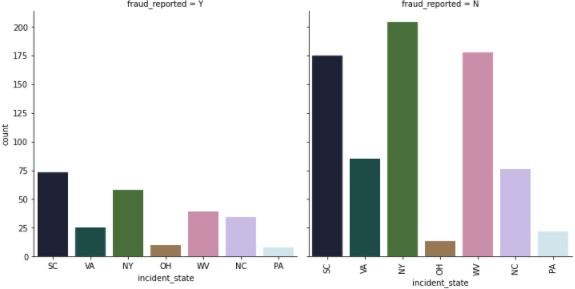 fraud_reported = Y
fraud_reported = N
count
200
175
150
125
100
75
50
25
0
SC VA NY OH WV NC PA
incident_state
SC VA NY OH WV NC PA
incident_state